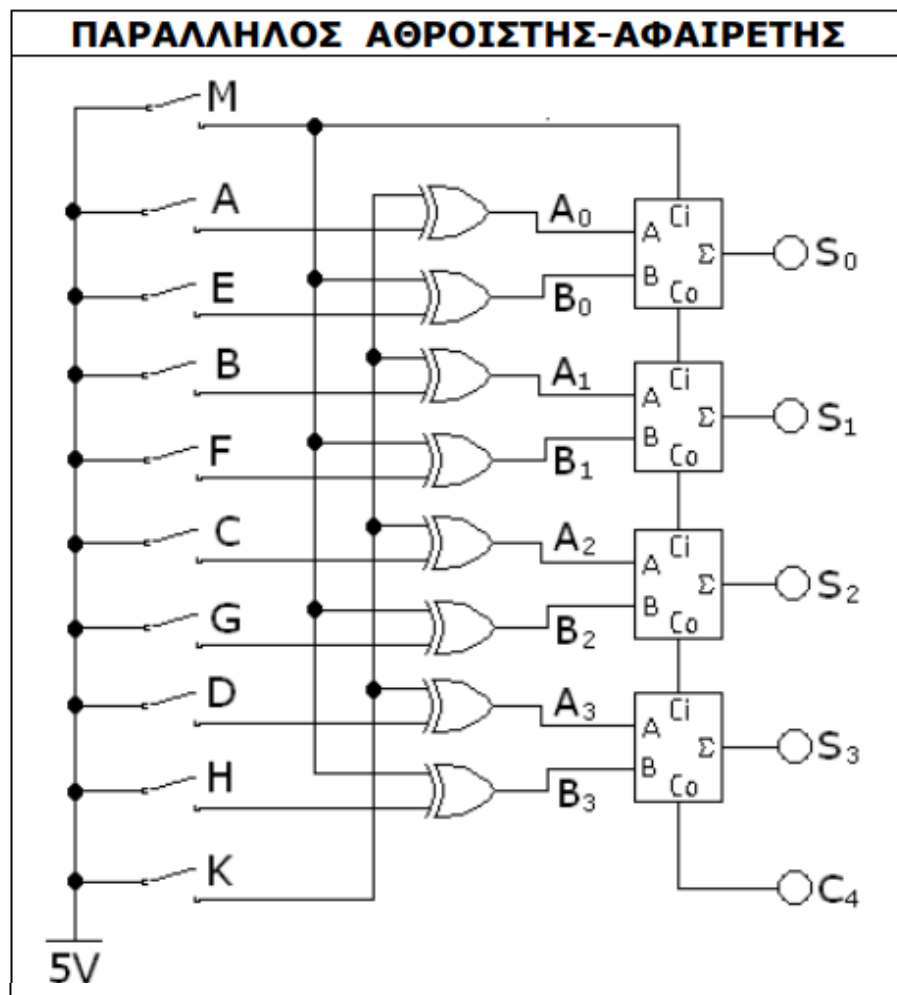 ΠΑΡΑΛΛΗΛΟΣ ΑΘΡΟΙΣΤΗΣ-ΑΦΑΙΡΕΤΗΣ
M
A
A₀
A Ci Σ S₀
E
B₀
B Co
B
A₁
A Ci Σ S₁
F
B₁
B Co
C
A₂
A Ci Σ S₂
G
B₂
B Co
D
A₃
A Ci Σ S₃
H
B₃
B Co
K
C₄
5V